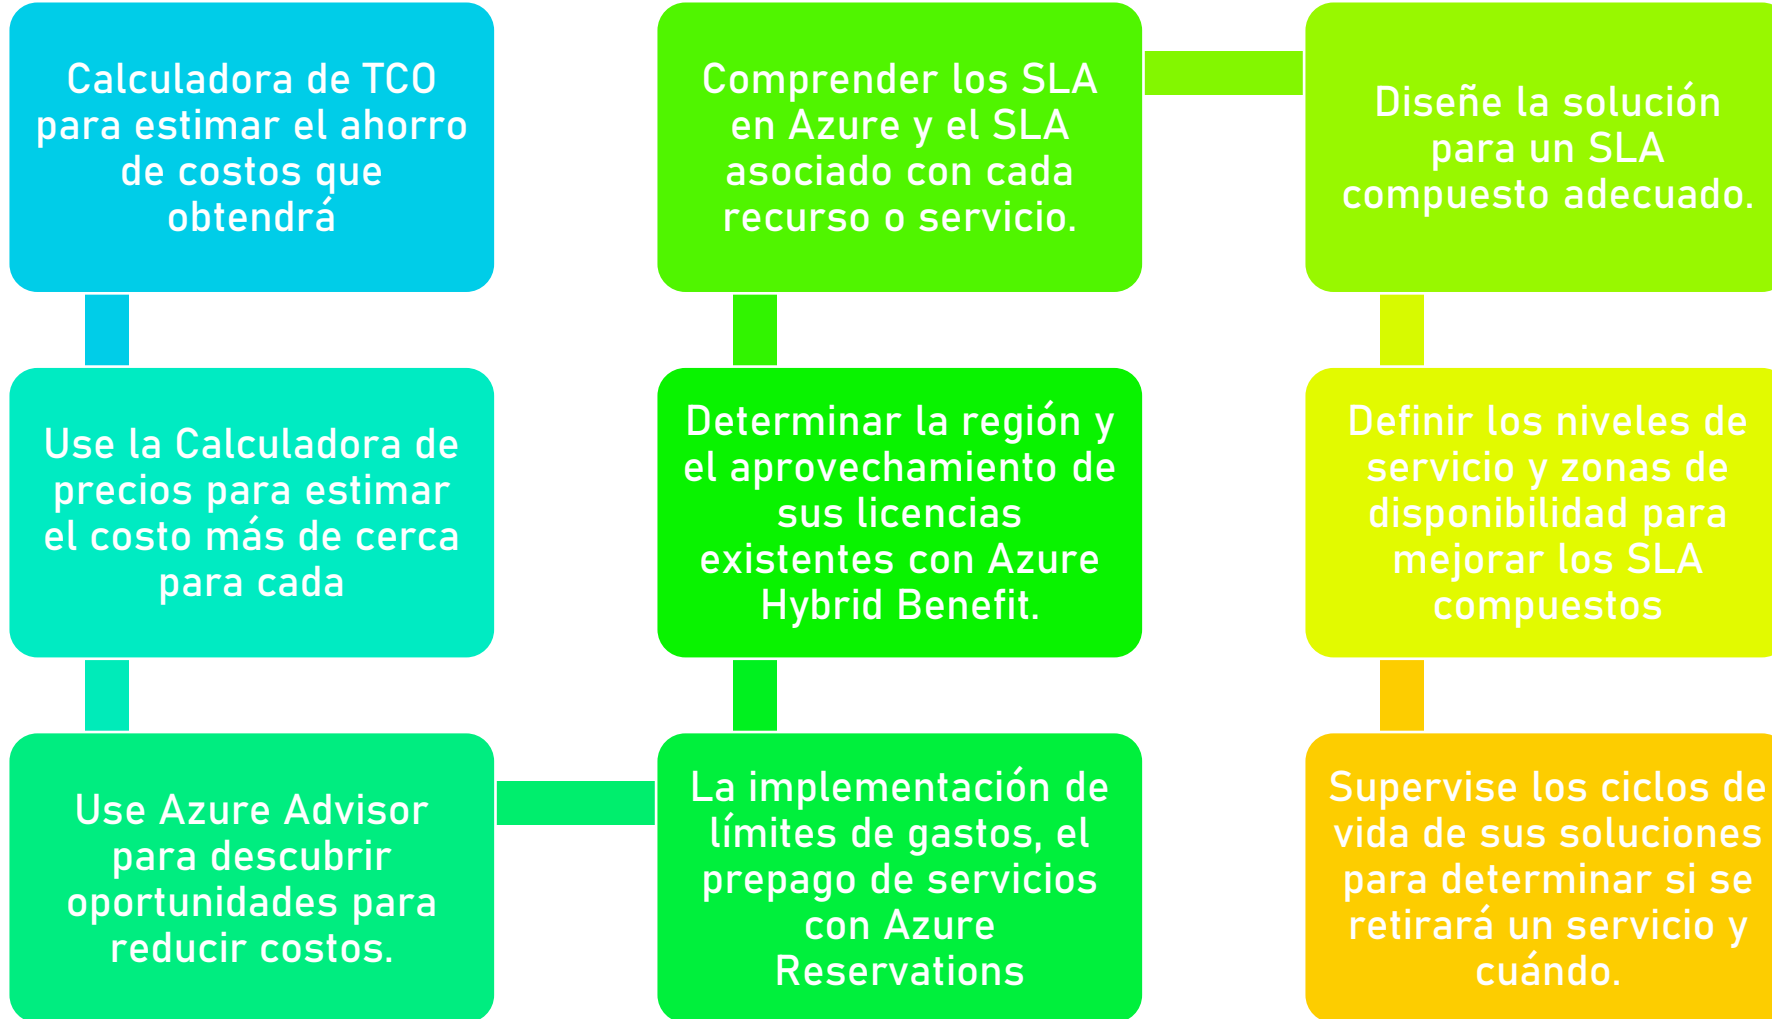 Calculadora de TCO
para estimar el ahorro
de costos que
obtendrá
Use la Calculadora de
precios para estimar
el costo más de cerca
para cada
Use Azure Advisor
para descubrir
oportunidades para
reducir costos.
La implementación de
límites de gastos, el
prepago de servicios
con Azure
Reservations
Determinar la región y
el aprovechamiento de
sus licencias
existentes con Azure
Hybrid Benefit.
Comprender los SLA
en Azure y el SLA
asociado con cada
recurso o servicio.
Diseñe la solución
para un SLA
compuesto adecuado.
Definir los niveles de
servicio y zonas de
disponibilidad para
mejorar los SLA
compuestos
Supervise los ciclos de
vida de sus soluciones
para determinar si se
retirará un servicio y
cuándo.